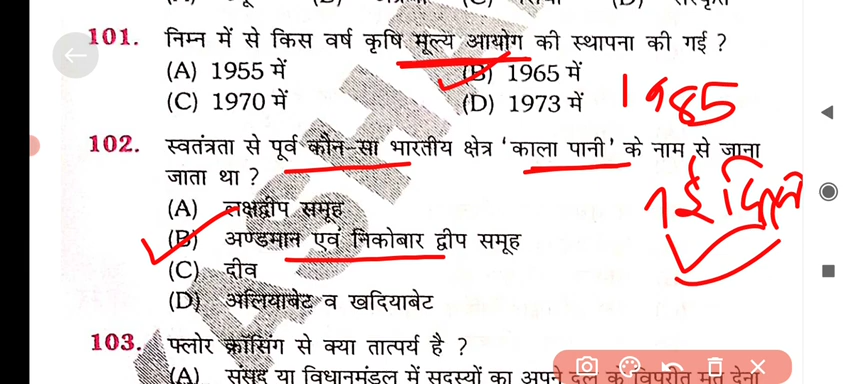 101. निम्न में से किस वर्ष कृषि मूल्य आयोग की स्थापना की गई ?
(A) 1955 में (B) 1965 में
(C) 1970 में (D) 1973 में
1985
102. स्वतंत्रता से पूर्व कौन-सा भारतीय क्षेत्र 'काला पानी' के नाम से जाना
जाता था ?
(A) लक्षद्वीप समूह
(B) अण्डमान एवं निकोबार द्वीप समूह
(C) दीव
(D) अलियाबेट व खदियाबेट
103. फ्लोर क्रॉसिंग से क्या तात्पर्य है ?
(A) संसद या विधानमंडल में सदस्यों का अपने दल के विपरीत मत देना